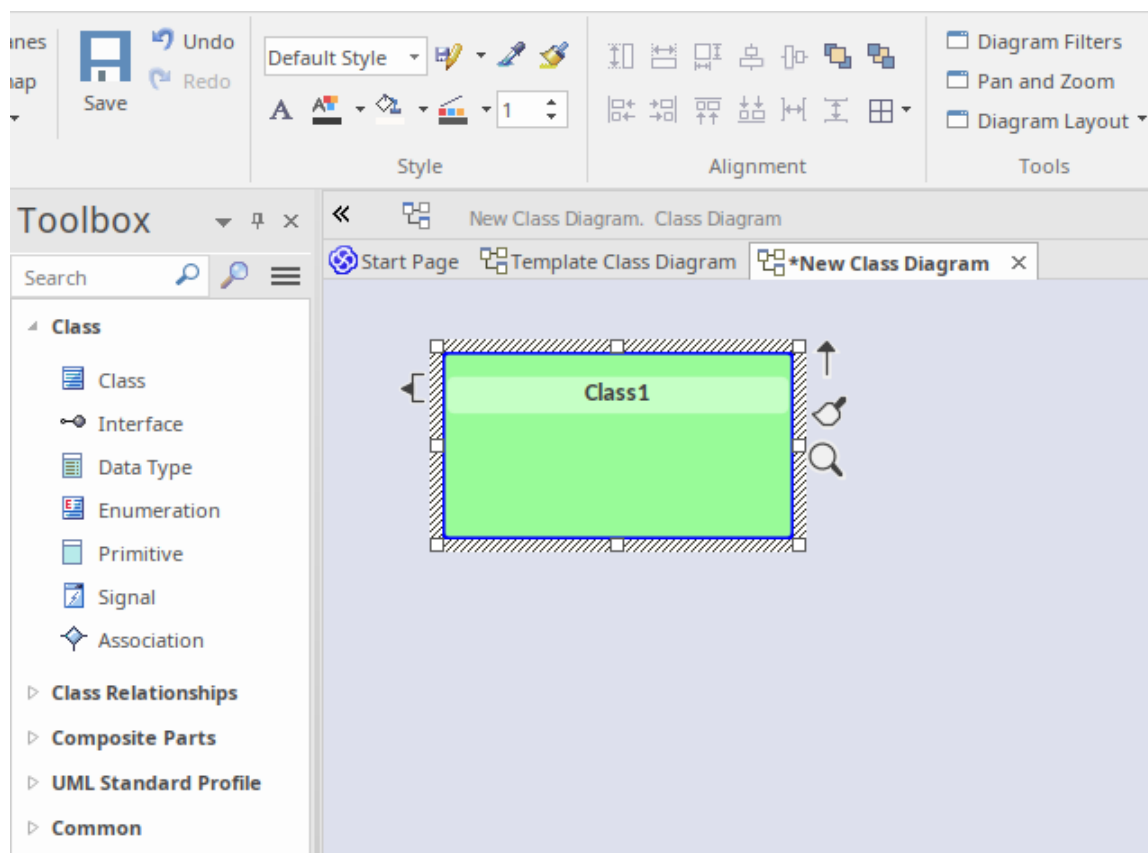 Undo
Redo
Save
Default Style
A
1
Style
Alignment
Diagram Filters
Pan and Zoom
Diagram Layout
Tools
Toolbox
Search
Class
Class
Interface
Data Type
Enumeration
Primitive
Signal
Association
Class Relationships
Composite Parts
UML Standard Profile
Common
New Class Diagram. Class Diagram
Start Page
Template Class Diagram
*New Class Diagram
Class1